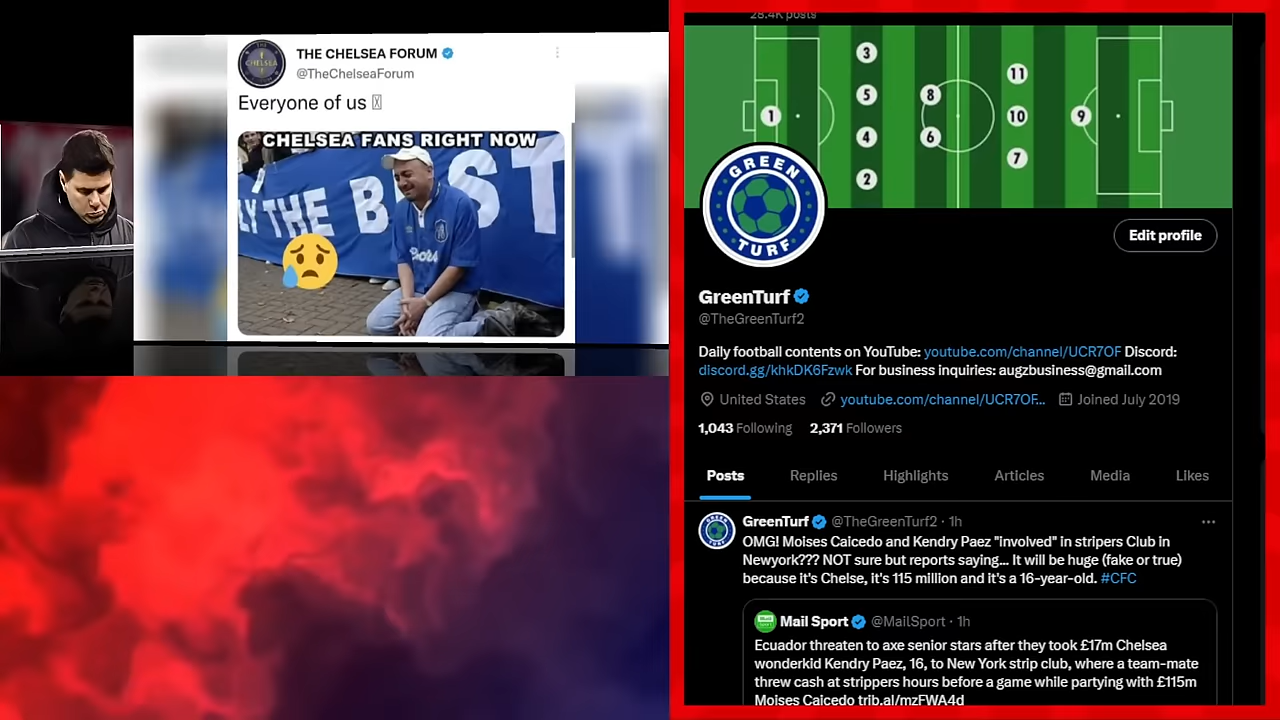 THE CHELSEA FORUM
@TheChelseaForum
Everyone of us
CHELSEA FANS RIGHT NOW
LY THE BEST
Coors
28.4K posts
1
3
5
4
2
8
6
11
10
7
9
GREEN
TURF
Edit profile
GreenTurf
@TheGreenTurf2
Daily football contents on YouTube: youtube.com/channel/UCR7OF Discord:
discord.gg/khkDK6Fzwk For business inquiries: augzbusiness@gmail.com
United States youtube.com/channel/UCR7OF... Joined July 2019
1,043 Following 2,371 Followers
Posts Replies Highlights Articles Media Likes
GreenTurf @TheGreenTurf2 · 1h
OMG! Moises Caicedo and Kendry Paez "involved" in stripers Club in
Newyork??? NOT sure but reports saying... It will be huge (fake or true)
because it's Chelse, it's 115 million and it's a 16-year-old. #CFC
Mail Sport @MailSport · 1h
Ecuador threaten to axe senior stars after they took £17m Chelsea
wonderkid Kendry Paez, 16, to New York strip club, where a team-mate
threw cash at strippers hours before a game while partying with £115m
Moises Caicedo trib.al/mzFWA4d